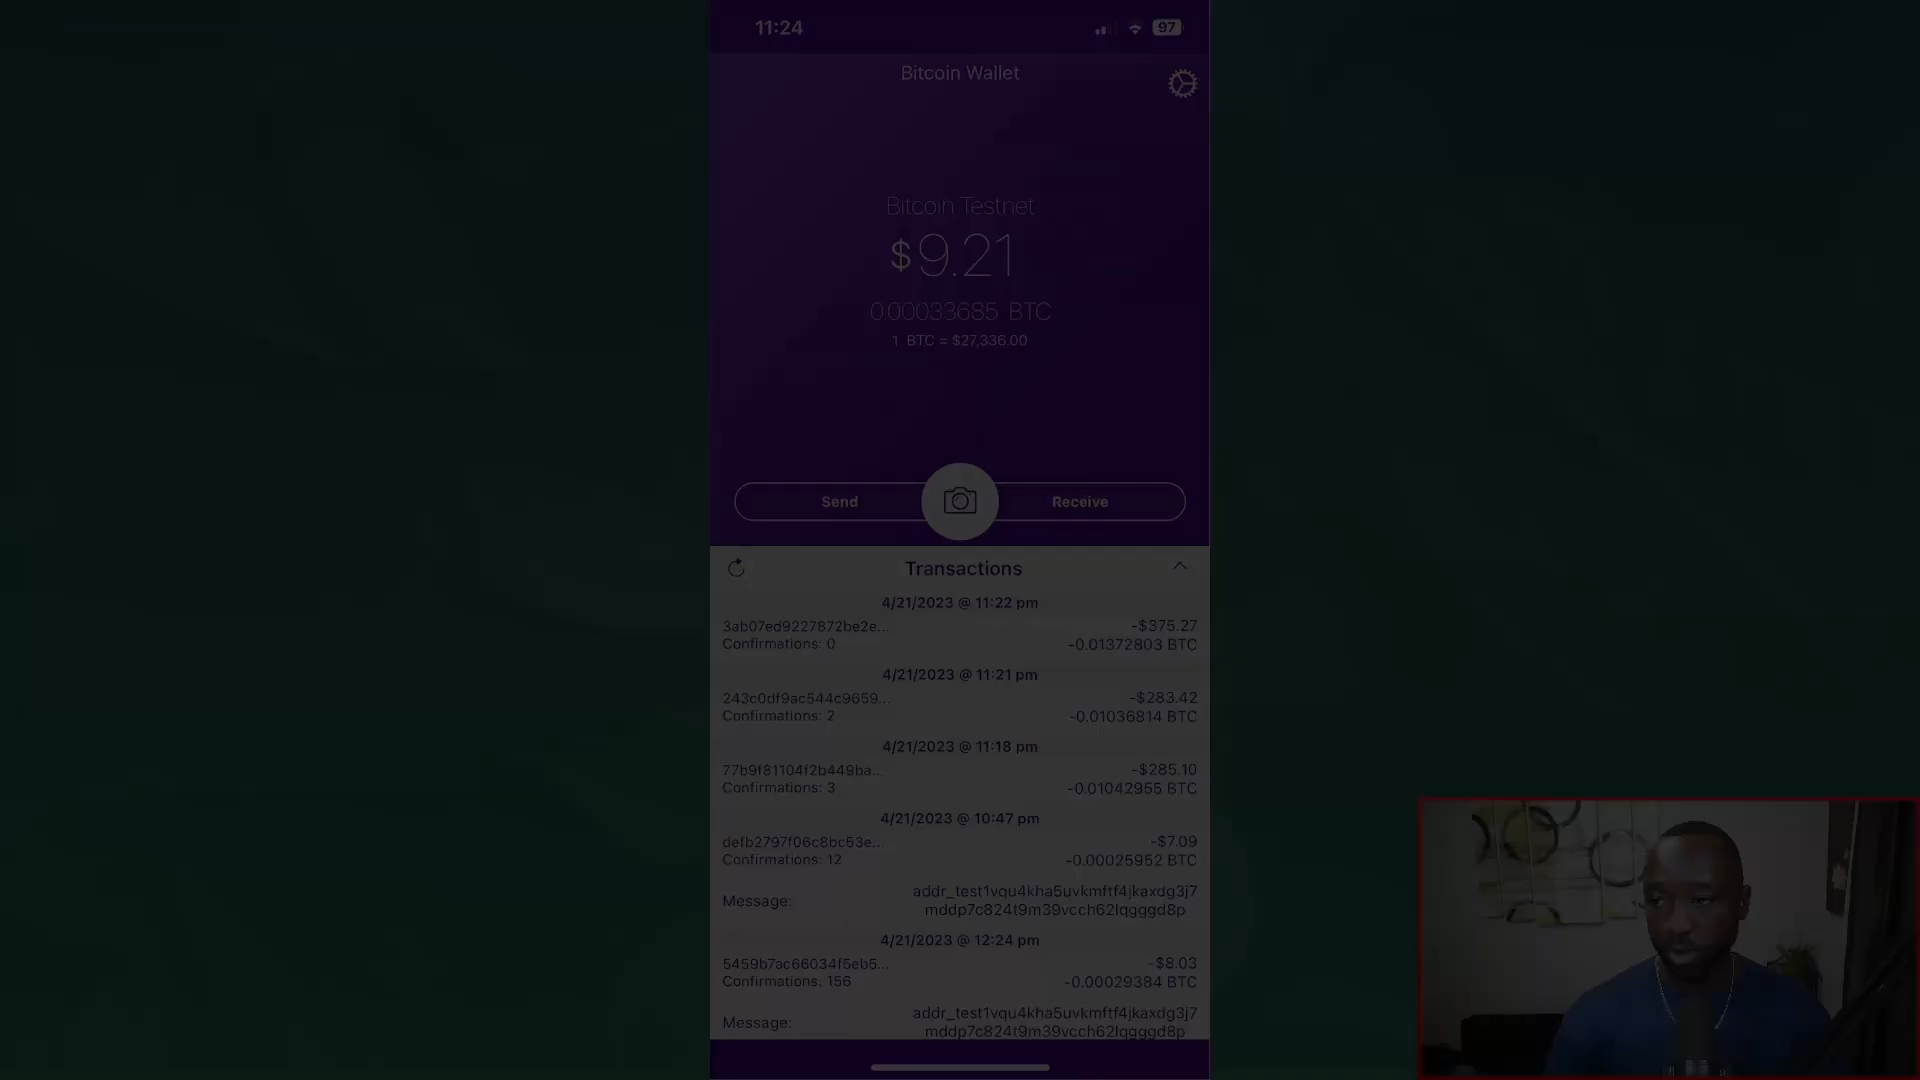 11:24
97
Bitcoin Wallet
Bitcoin Testnet
$9.21
0.00033685 BTC
1 BTC = $27,336.00
Send
Receive
Transactions
4/21/2023 @ 11:22 pm
3ab07ed9227872be2e... -$375.27
Confirmations: 0 -0.01372803 BTC
4/21/2023 @ 11:21 pm
243c0df9ac544c9659... -$283.42
Confirmations: 2 -0.01036814 BTC
4/21/2023 @ 11:18 pm
77b9f81104f2b449ba... -$285.10
Confirmations: 3 -0.01042955 BTC
4/21/2023 @ 10:47 pm
defb2797f06c8bc53e... -$7.09
Confirmations: 12 -0.00025952 BTC
Message: addr_test1vqu4kha5uvkmftf4jkaxdg3j7
mddp7c824t9m39vcch62lqgggd8p
4/21/2023 @ 12:24 pm
5459b7ac66034f5eb5... -$8.03
Confirmations: 156 -0.00029384 BTC
Message: addr_test1vqu4kha5uvkmftf4jkaxdg3j7
mddp7c824t9m39vcch62lqgggd8p